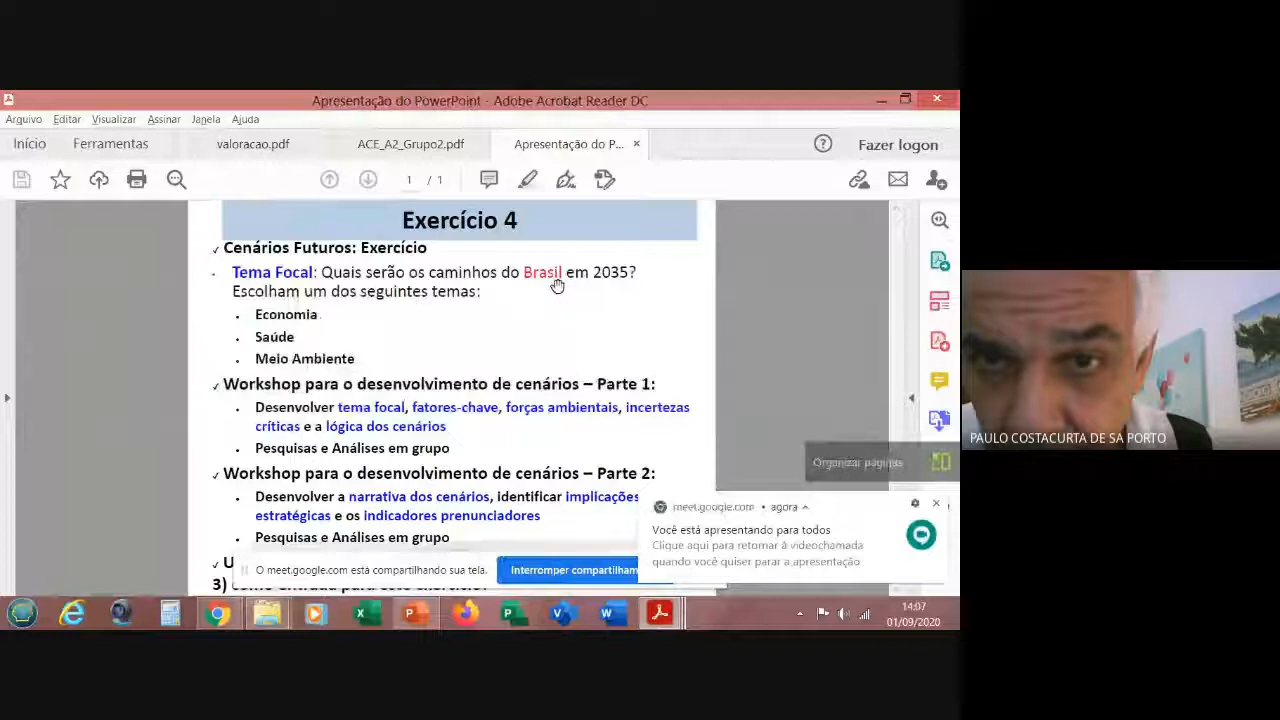 Apresentação do PowerPoint - Adobe Acrobat Reader DC
Arquivo Editar Visualizar Assinar Janela Ajuda
Início Ferramentas valoracao.pdf ACE_A2_Grupo2.pdf Apresentação do P... × ? Fazer logon
1 / 1
Exercício 4
✓ Cenários Futuros: Exercício
• Tema Focal: Quais serão os caminhos do Brasil em 2035?
Escolham um dos seguintes temas:
• Economia
• Saúde
• Meio Ambiente
✓ Workshop para o desenvolvimento de cenários – Parte 1:
• Desenvolver tema focal, fatores-chave, forças ambientais, incertezas
críticas e a lógica dos cenários
• Pesquisas e Análises em grupo
✓ Workshop para o desenvolvimento de cenários – Parte 2:
• Desenvolver a narrativa dos cenários, identificar implicações
estratégicas e os indicadores prenunciadores
• Pesquisas e Análises em grupo
3)
Organizar páginas
meet.google.com • agora
Você está apresentando para todos
Clique aqui para retornar à videochamada
quando você quiser parar a apresentação
O meet.google.com está compartilhando sua tela.
Interromper compartilham
14:07
01/09/2020
PAULO COSTACURTA DE SA PORTO